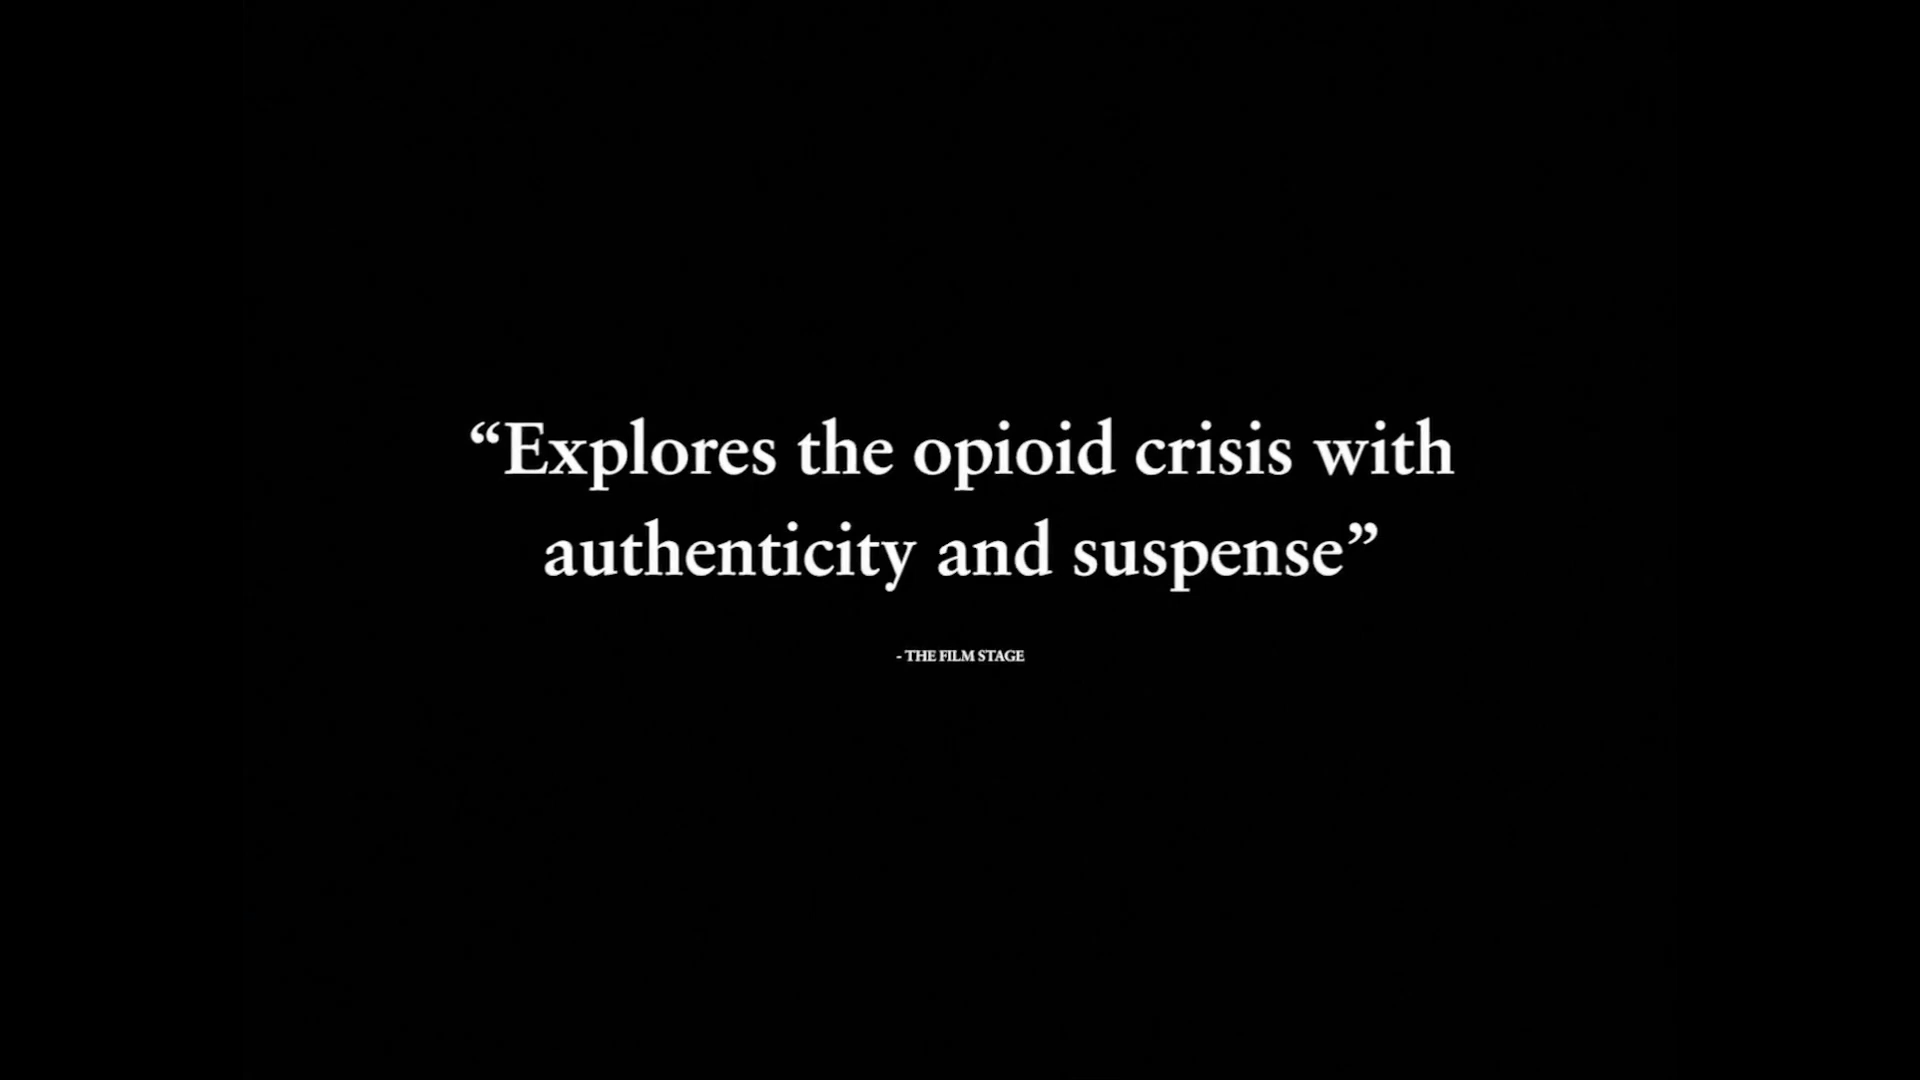 “Explores the opioid crisis with
authenticity and suspense”
- THE FILM STAGE